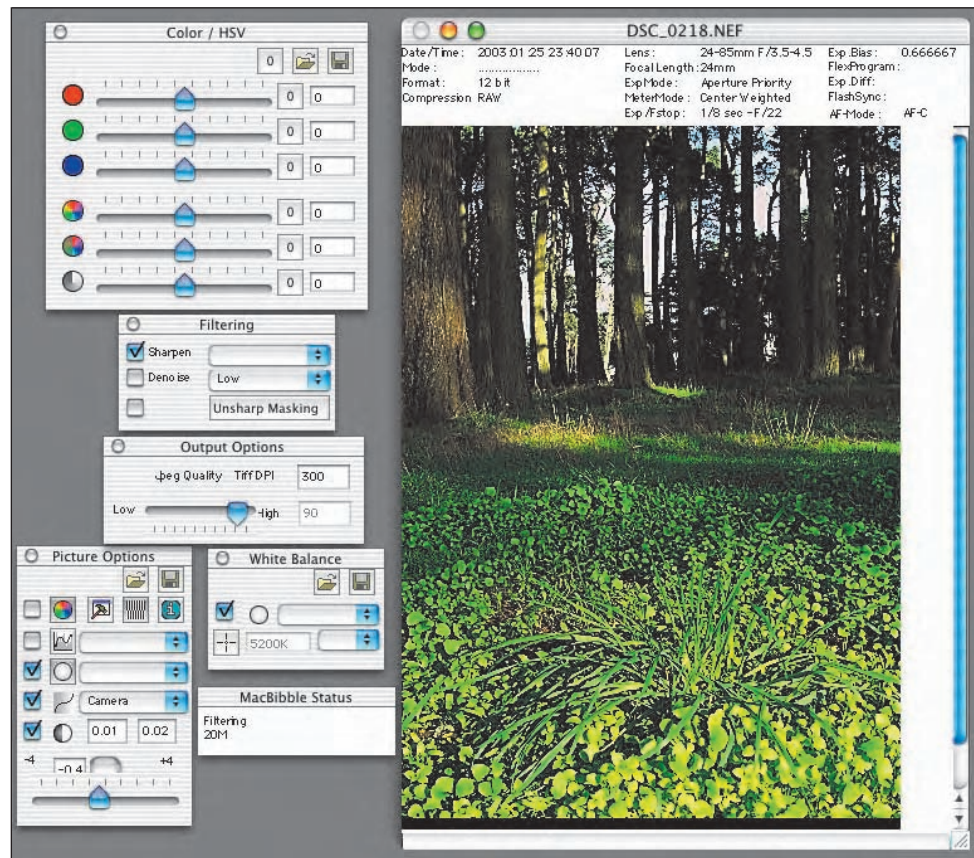 Color / HSV
0
0 0
0 0
0 0
0 0
0 0
0 0
Filtering
Sharpen
Denoise Low
Unsharp Masking
Output Options
Jpeg Quality Tiff DPI 300
Low High 90
Picture Options
Camera
0.01 0.02
-4 -0.4 +4
White Balance
5200K
MacBibble Status
Filtering
20M
DSC_0218.NEF
Date/Time: 2003:01:25 23:40:07 Lens: 24-85mm F/3.5-4.5 Exp.Bias: 0.666667
Mode: .................. Focal Length: 24mm FlexProgram:
Format: 12 bit ExpMode: Aperture Priority Exp.Diff:
Compression RAW MeterMode: Center Weighted FlashSync:
Exp/Fstop: 1/8 sec - F/22 AF-Mode: AF-C